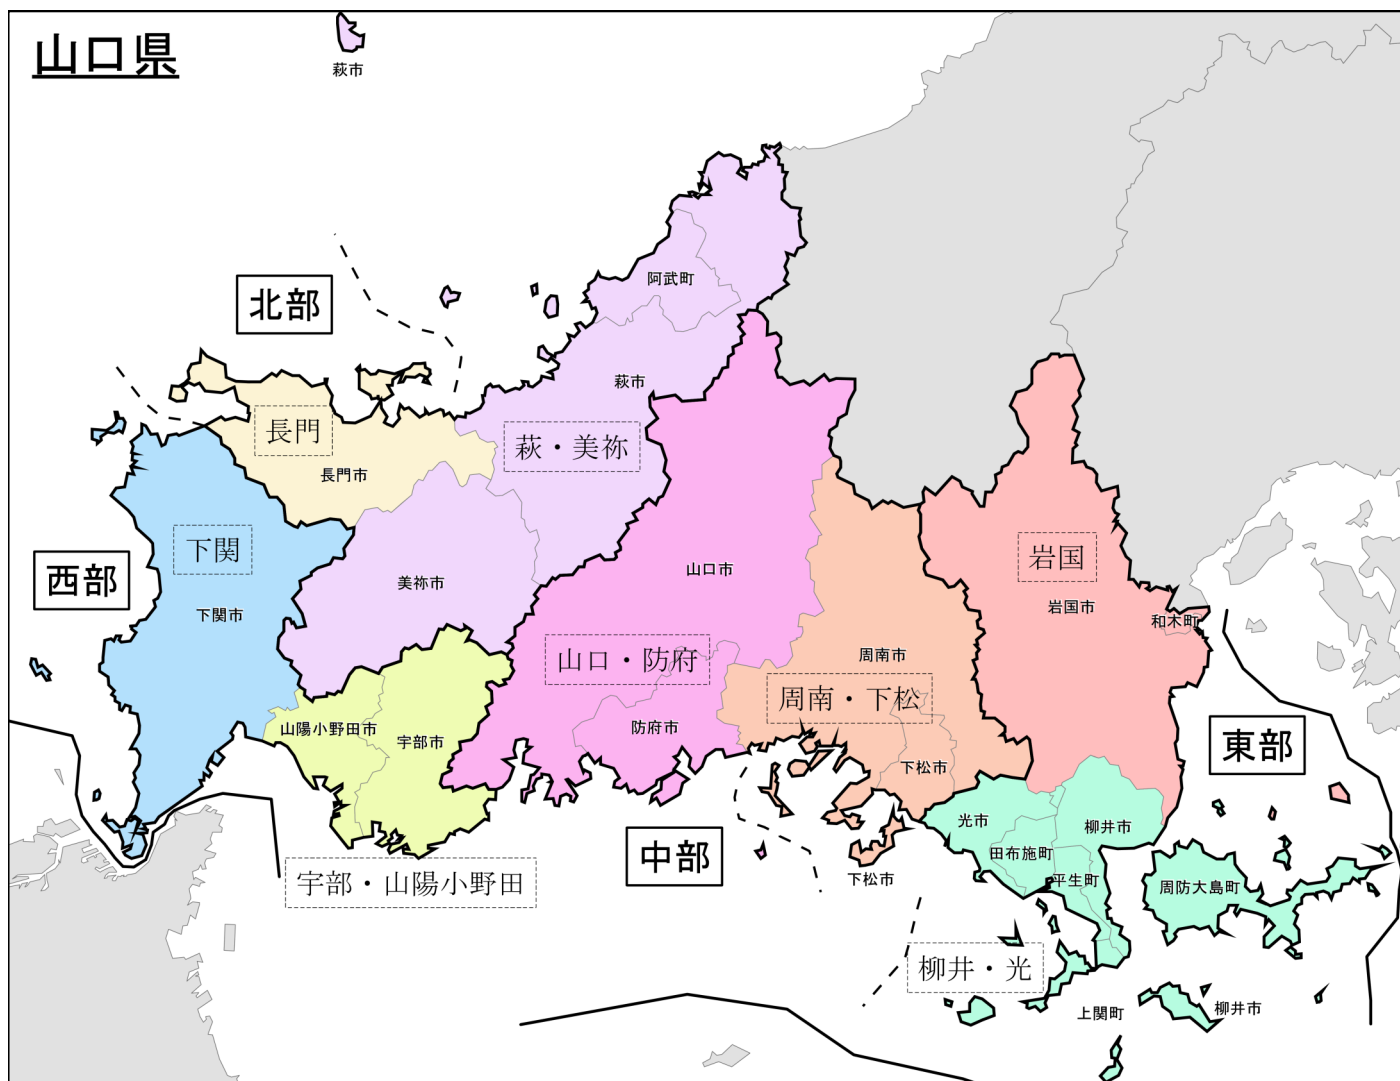 山口県
萩市
阿武町
北部
萩市
長門
萩・美祢
長門市
下関
岩国
西部
山口市
美祢市
下関市
岩国市
和木町
山口・防府
周南市
周南・下松
山陽小野田市
宇部市
防府市
東部
下松市
光市
柳井市
中部
田布施町
宇部・山陽小野田
下松市
平生町
周防大島町
柳井・光
上関町
柳井市